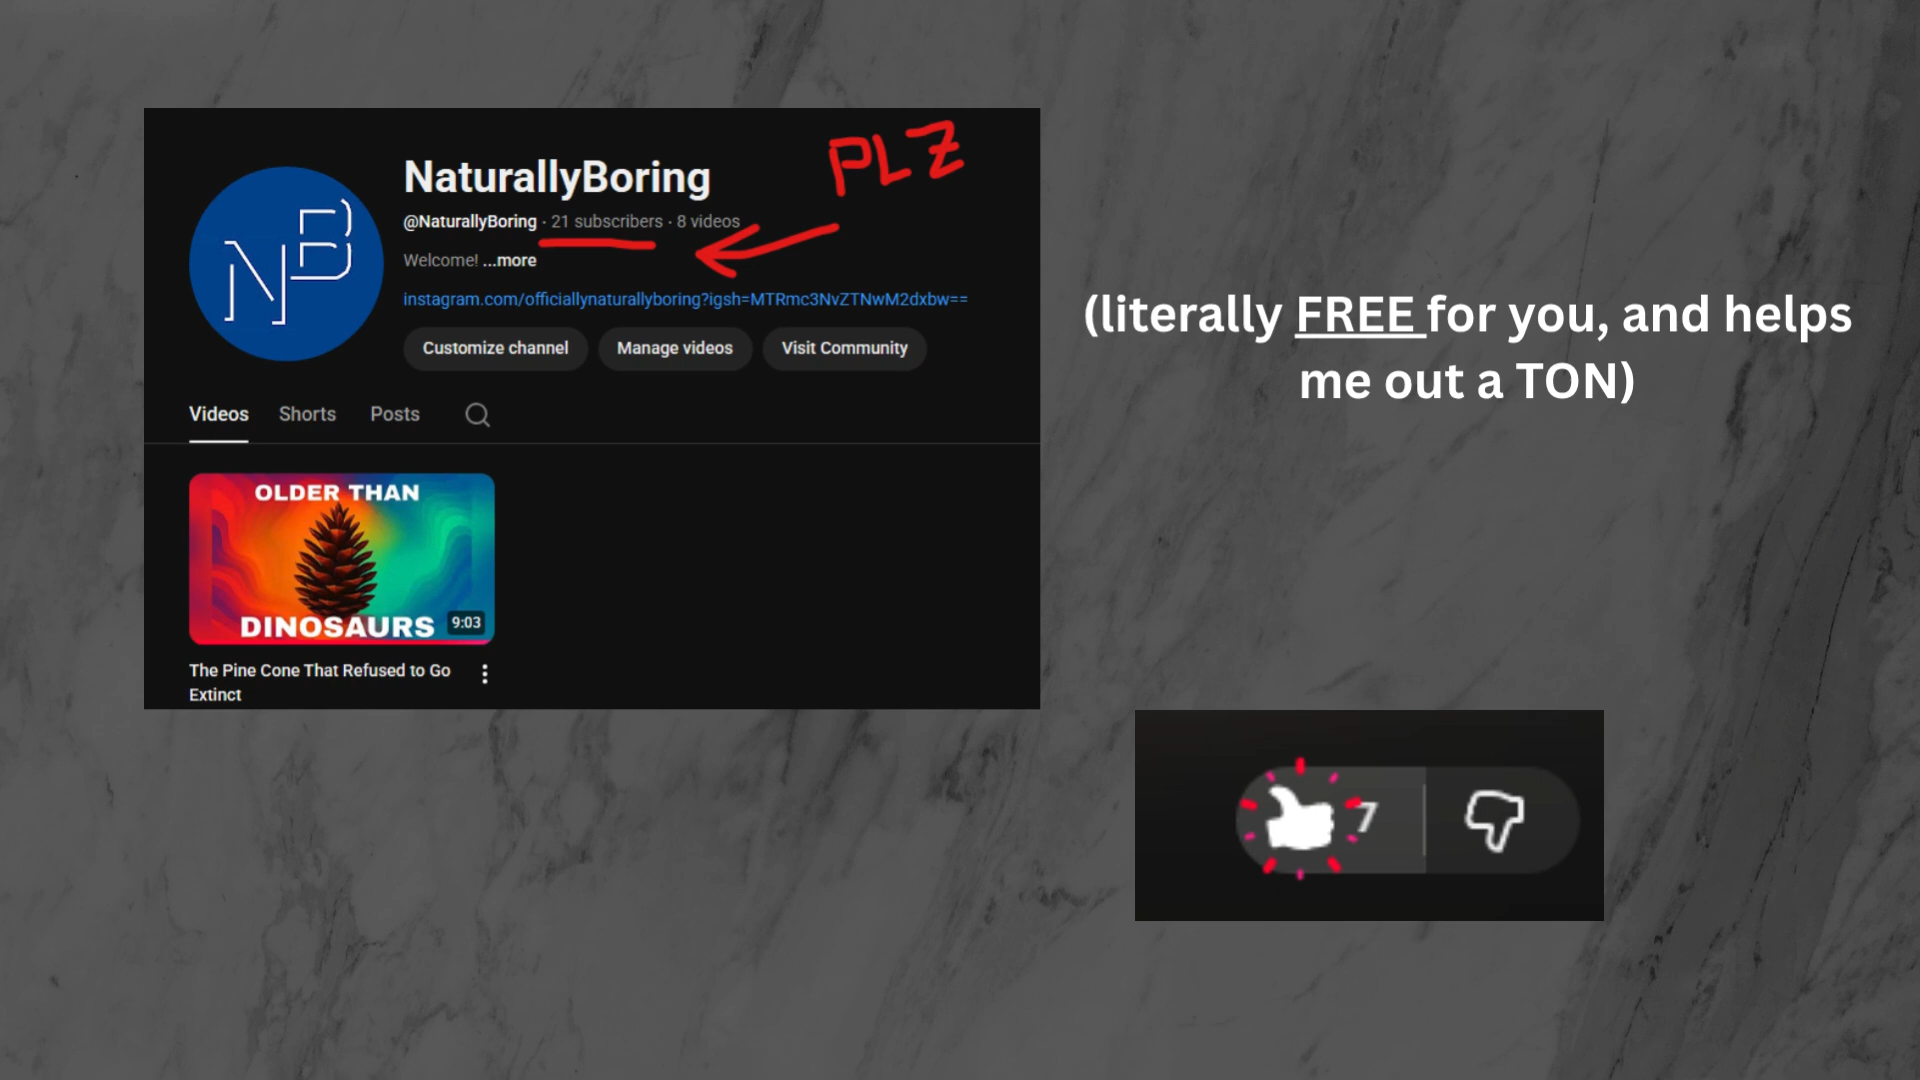 PLZ
NaturallyBoring
@NaturallyBoring · 21 subscribers · 8 videos
Welcome! ...more
instagram.com/officiallynaturallyboring?igsh=MTRmc3NvZTNwM2dxbw==
Customize channel Manage videos Visit Community
Videos Shorts Posts
NB
OLDER THAN
DINOSAURS
9:03
The Pine Cone That Refused to Go
Extinct
(literally FREE for you, and helps
me out a TON)
7